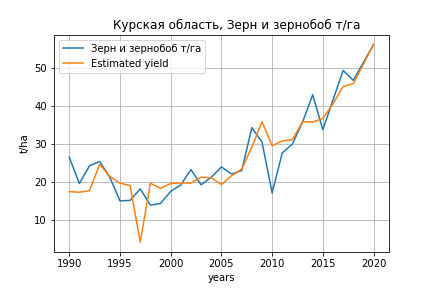 Курская область, Зерн и зернобоб т/га
Зерн и зернобоб т/га
Estimated yield
t/ha
50
40
30
20
10
1990 1995 2000 2005 2010 2015 2020
years